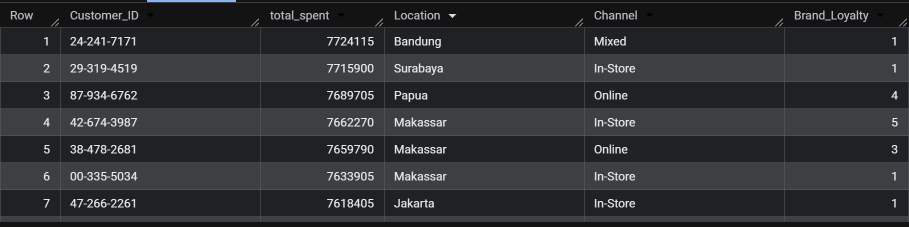 Row Customer_ID total_spent Location Channel Brand_Loyalty
1 24-241-7171 7724115 Bandung Mixed 1
2 29-319-4519 7715900 Surabaya In-Store 1
3 87-934-6762 7689705 Papua Online 4
4 42-674-3987 7662270 Makassar In-Store 5
5 38-478-2681 7659790 Makassar Online 3
6 00-335-5034 7633905 Makassar In-Store 1
7 47-266-2261 7618405 Jakarta In-Store 1